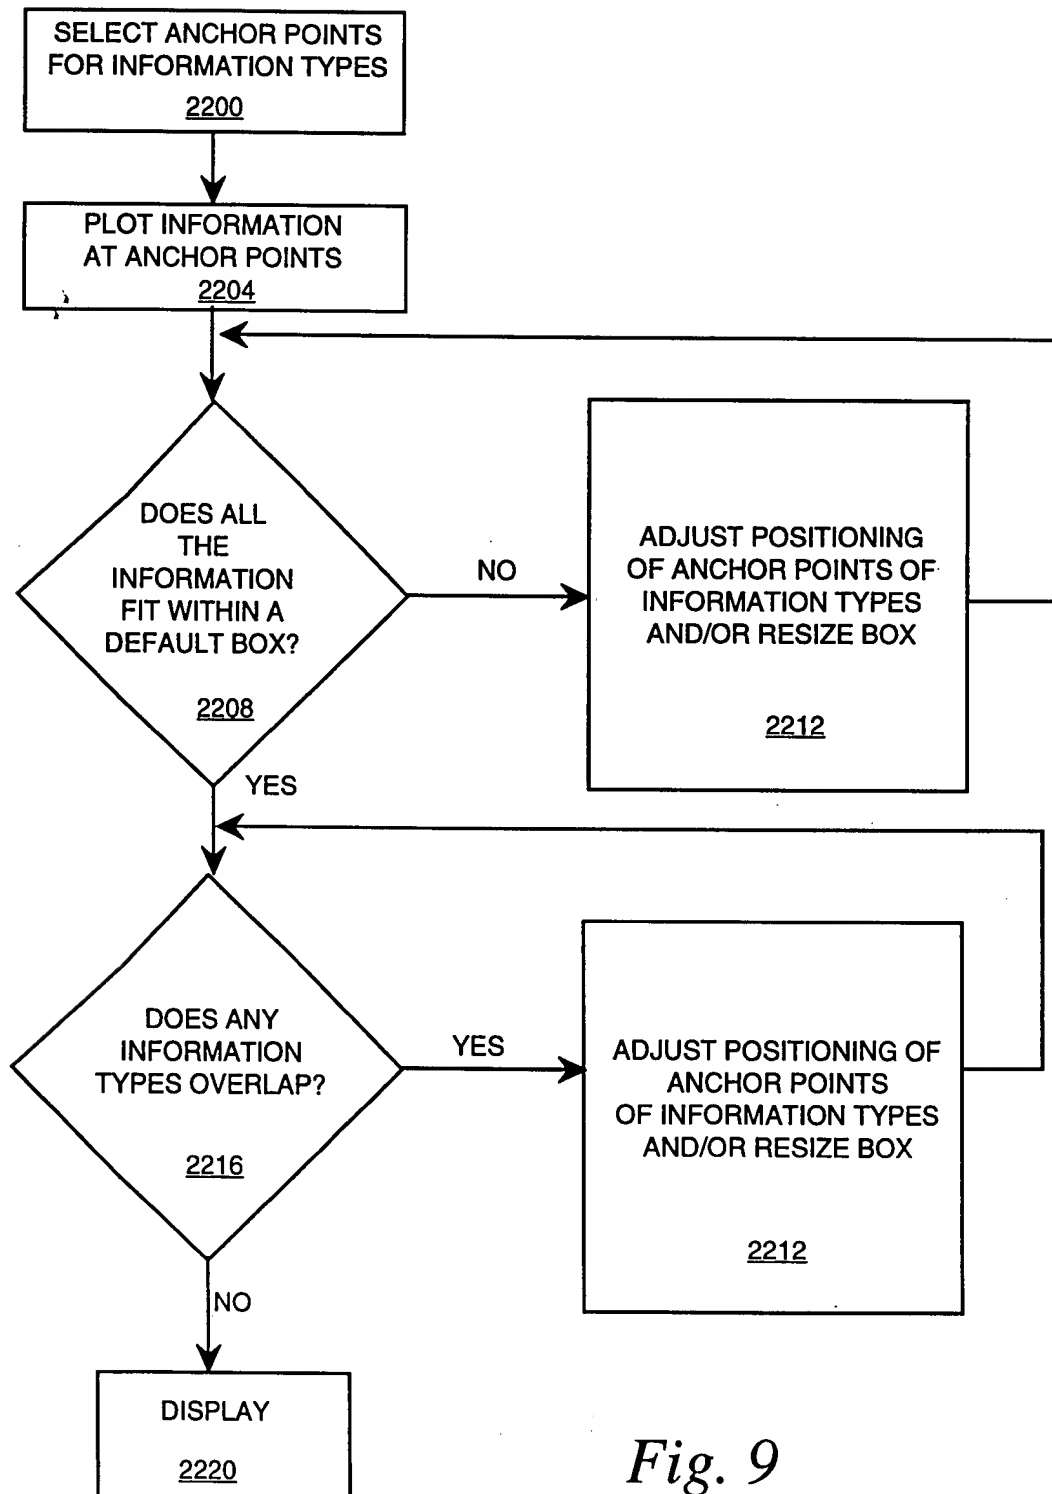 SELECT ANCHOR POINTS
FOR INFORMATION TYPES
2200
PLOT INFORMATION
AT ANCHOR POINTS
2204
DOES ALL
THE
INFORMATION
FIT WITHIN A
DEFAULT BOX?
2208
NO
ADJUST POSITIONING
OF ANCHOR POINTS OF
INFORMATION TYPES
AND/OR RESIZE BOX
2212
YES
DOES ANY
INFORMATION
TYPES OVERLAP?
2216
YES
ADJUST POSITIONING OF
ANCHOR POINTS
OF INFORMATION TYPES
AND/OR RESIZE BOX
2212
NO
DISPLAY
2220
Fig. 9